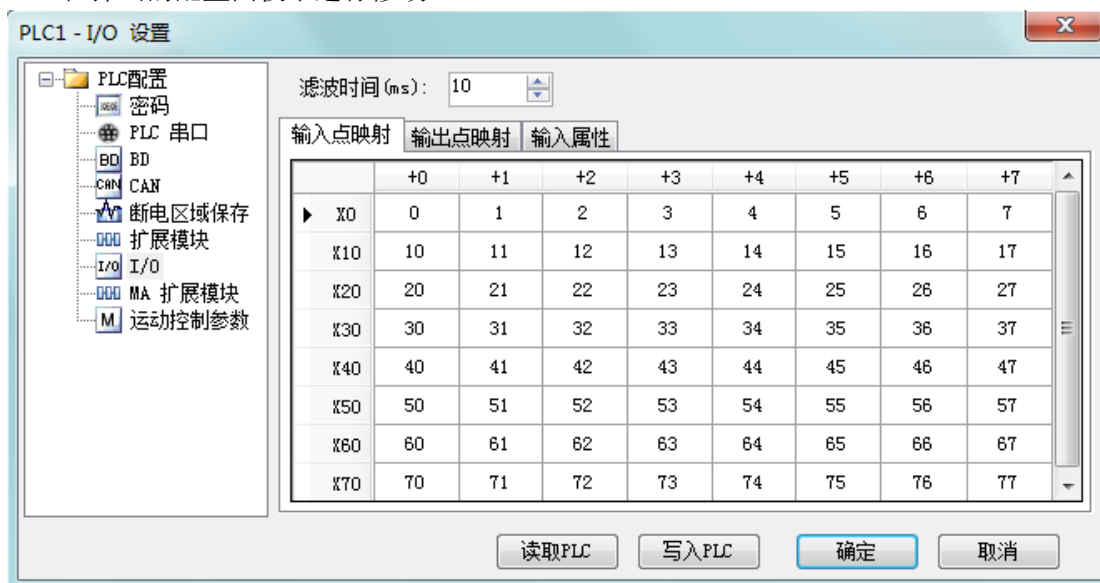 PLC1 - I/O 设置
PLC配置
密码
PLC 串口
BD BD
CAN CAN
断电区域保存
扩展模块
I/O I/O
MA 扩展模块
M 运动控制参数
滤波时间(ms): 10
输入点映射 输出点映射 输入属性
+0 +1 +2 +3 +4 +5 +6 +7
X0 0 1 2 3 4 5 6 7
X10 10 11 12 13 14 15 16 17
X20 20 21 22 23 24 25 26 27
X30 30 31 32 33 34 35 36 37
X40 40 41 42 43 44 45 46 47
X50 50 51 52 53 54 55 56 57
X60 60 61 62 63 64 65 66 67
X70 70 71 72 73 74 75 76 77
读取PLC 写入PLC 确定 取消